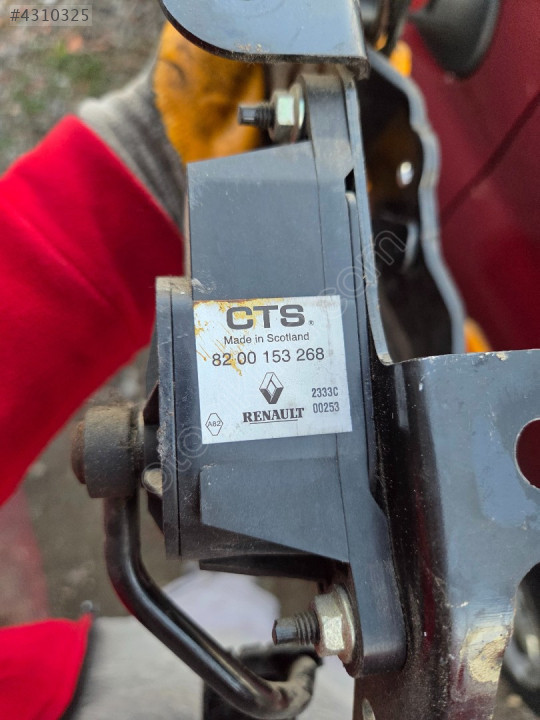 #4310325
CTS®
Made in Scotland
82 00 153 268
RENAULT
2333C
00253
A82